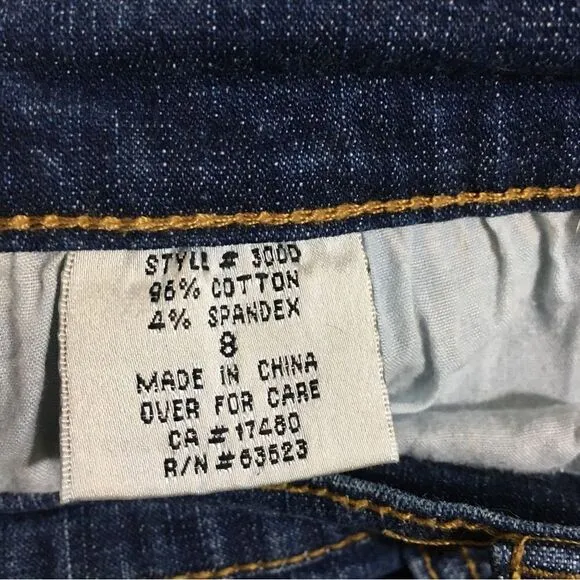 STYLE # 3000
96% COTTON
4% SPANDEX
8
MADE IN CHINA
OVER FOR CARE
CA # 17480
R/N # 63523